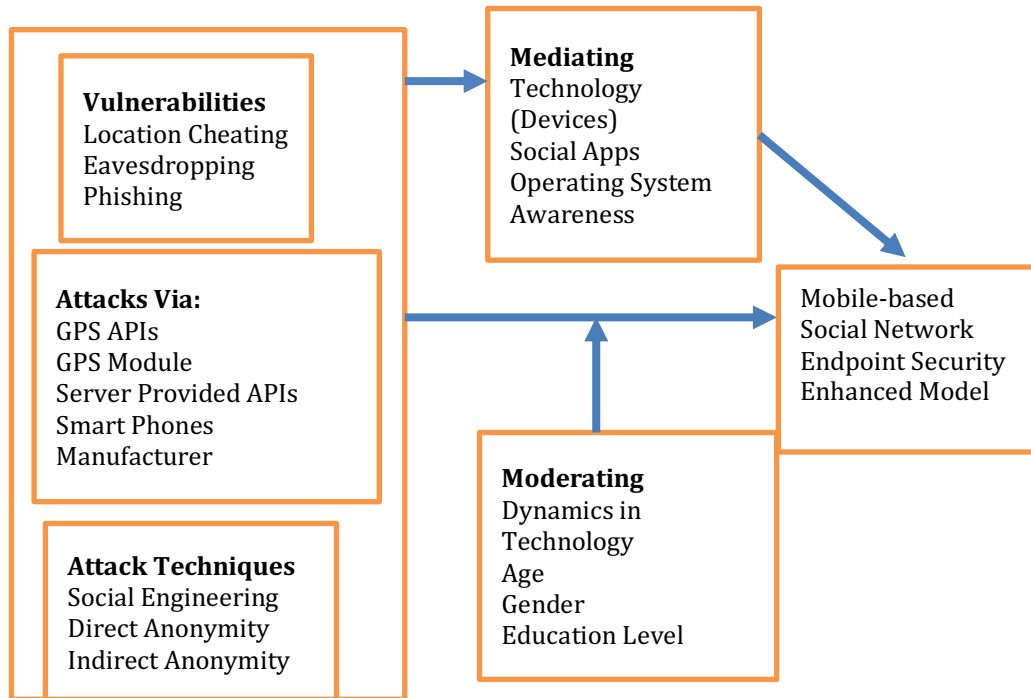 Vulnerabilities
Location Cheating
Eavesdropping
Phishing
Attacks Via:
GPS APIs
GPS Module
Server Provided APIs
Smart Phones
Manufacturer
Attack Techniques
Social Engineering
Direct Anonymity
Indirect Anonymity
Mediating
Technology
(Devices)
Social Apps
Operating System
Awareness
Moderating
Dynamics in
Technology
Age
Gender
Education Level
Mobile-based
Social Network
Endpoint Security
Enhanced Model